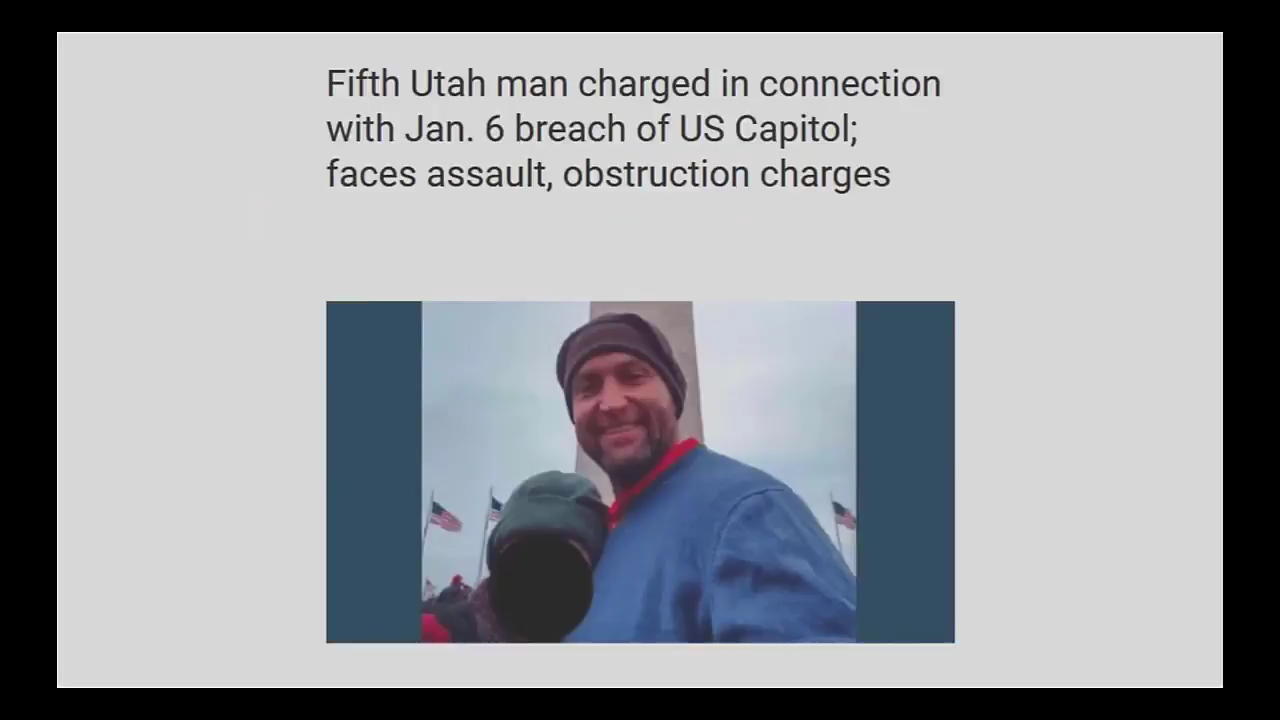 Fifth Utah man charged in connection
with Jan. 6 breach of US Capitol;
faces assault, obstruction charges